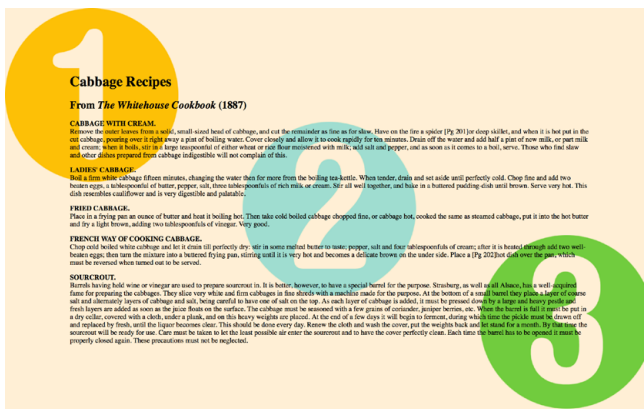 1
Cabbage Recipes
From The Whitehouse Cookbook (1887)
CABBAGE WITH CREAM.
Remove the outer leaves from a solid, small-sized head of cabbage, and cut the remainder as fine as for slaw. Have on the fire a spider [Pg 201]or deep skillet, and when it is hot put in the
cut cabbage, pouring over it right away a pint of boiling water. Cover closely and allow it to cook rapidly for ten minutes. Drain off the water and add half a pint of new milk, or part milk
and cream; when it boils, stir in a large teaspoonful of either wheat or rice flour moistened with milk; add salt and pepper, and as soon as it comes to a boil, serve. Those who find slaw
and other dishes prepared from cabbage indigestible will not complain of this.
LADIES' CABBAGE.
Boil a firm white cabbage fifteen minutes, changing the water then for more from the boiling tea-kettle. When tender, drain and set aside until perfectly cold. Chop fine and add two
beaten eggs, a tablespoonful of butter, pepper, salt, three tablespoonfuls of rich milk or cream. Stir all well together, and bake in a buttered pudding-dish until brown. Serve very hot. This
dish resembles cauliflower and is very digestible and palatable.
2
FRIED CABBAGE.
Place in a frying pan an ounce of butter and heat it boiling hot. Then take cold boiled cabbage chopped fine, or cabbage hot, cooked the same as steamed cabbage, put it into the hot butter
and fry a light brown, adding two tablespoonfuls of vinegar. Very good.
FRENCH WAY OF COOKING CABBAGE.
Chop cold boiled white cabbage and let it drain till perfectly dry: stir in some melted butter to taste; pepper, salt and four tablespoonfuls of cream; after it is heated through add two well-
beaten eggs; then turn the mixture into a buttered frying pan, stirring until it is very hot and becomes a delicate brown on the under side. Place a [Pg 202]hot dish over the pan, which
must be reversed when turned out to be served.
SOURCROUT.
Barrels having held wine or vinegar are used to prepare sourcrout in. It is better, however, to have a special barrel for the purpose. Strasburg, as well as all Alsace, has a well-acquired
fame for preparing the cabbages. They slice very white and firm cabbages in fine shreds with a machine made for the purpose. At the bottom of a small barrel they place a layer of coarse
salt and alternately layers of cabbage and salt, being careful to have one of salt on the top. As each layer of cabbage is added, it must be pressed down by a large and heavy pestle and
fresh layers are added as soon as the juice floats on the surface. The cabbage must be seasoned with a few grains of coriander, juniper berries, etc. When the barrel is full it must be put in
a dry cellar, covered with a cloth, under a plank, and on this heavy weights are placed. At the end of a few days it will begin to ferment, during which time the pickle must be drawn off
and replaced by fresh, until the liquor becomes clear. This should be done every day. Renew the cloth and wash the cover, put the weights back and let stand for a month. By that time the
sourcrout will be ready for use. Care must be taken to let the least possible air enter the sourcrout and to have the cover perfectly clean. Each time the barrel has to be opened it must be
properly closed again. These precautions must not be neglected.
3